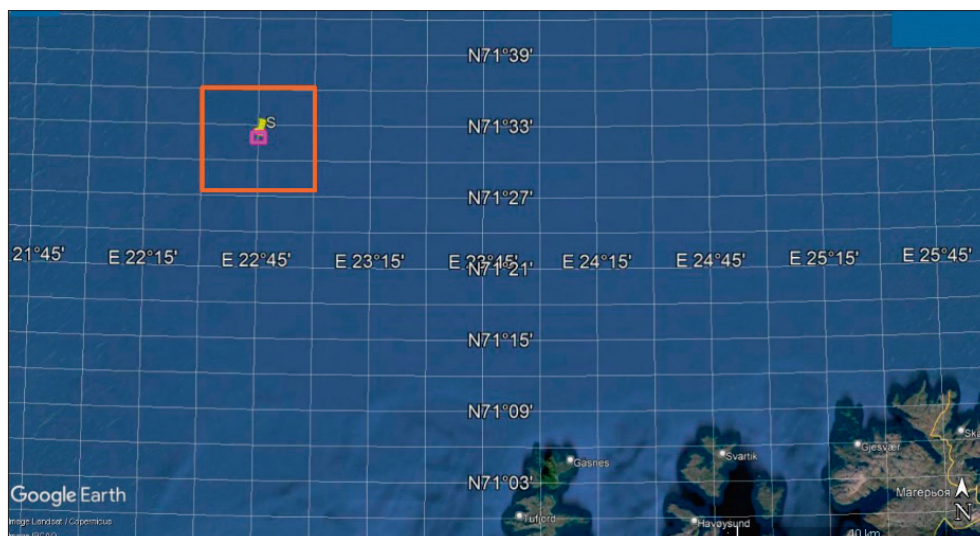 N71°39'
S
N71°33'
N71°27'
21°45'
E 22°15'
E 22°45'
E 23°15'
E 24°15'
E 24°45'
E 25°15'
E 25°45'
N71°21'
N71°15'
N71°09'
Gjesvær
Svartik
Gåsnes
N71°03'
Магерьоя
Google Earth
N
Tufjord
Havøysund
Image Landsat / Copernicus
40 km